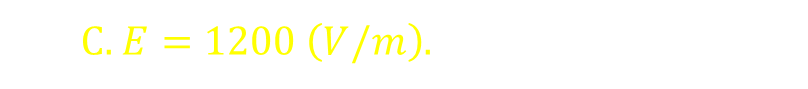 C. E = 1200 (V/m).